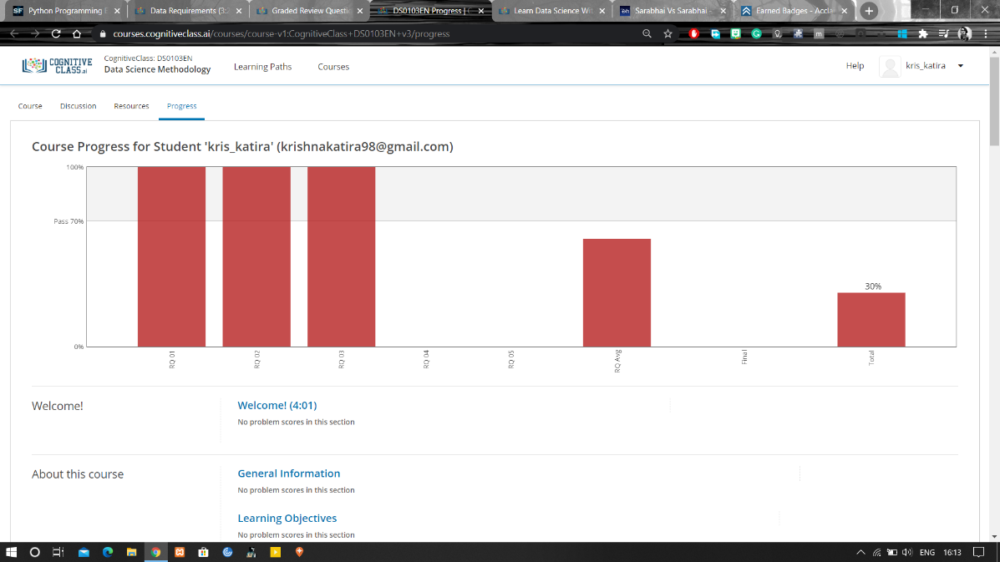 Python Programming
Data Requirements (3:
Graded Review Questi
DS0103EN Progress |
Learn Data Science Wit
Sarabhai Vs Sarabhai -
Earned Badges - Accla
courses.cognitiveclass.ai/courses/course-v1:CognitiveClass+DS0103EN+v3/progress
COGNITIVE
CLASS.ai
CognitiveClass: DS0103EN
Data Science Methodology
Learning Paths
Courses
Help
kris_katira
Course
Discussion
Resources
Progress
Course Progress for Student 'kris_katira' (krishnakatira98@gmail.com)
100%
Pass 70%
0%
30%
RQ 01
RQ 02
RQ 03
RQ 04
RQ 05
RQ Avg
Final
Total
Welcome!
Welcome! (4:01)
No problem scores in this section
About this course
General Information
No problem scores in this section
Learning Objectives
No problem scores in this section
ENG
16:13